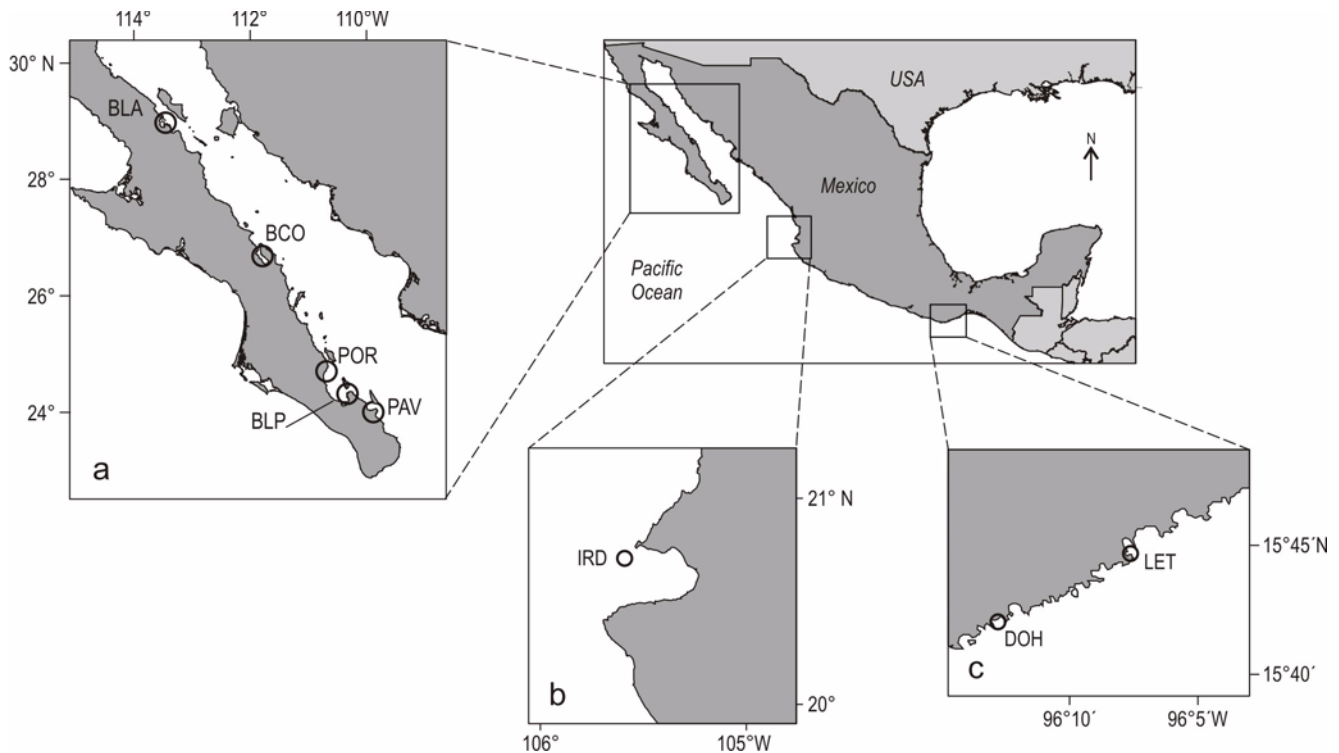 114°
112°
110°W
30° N
28°
26°
24°
BLA
BCO
POR
BLP
PAV
a
USA
N
Mexico
Pacific
Ocean
IRD
21° N
20°
b
106°
105°W
LET
DOH
c
15°45´N
15°40´
96°10´
96°5´W